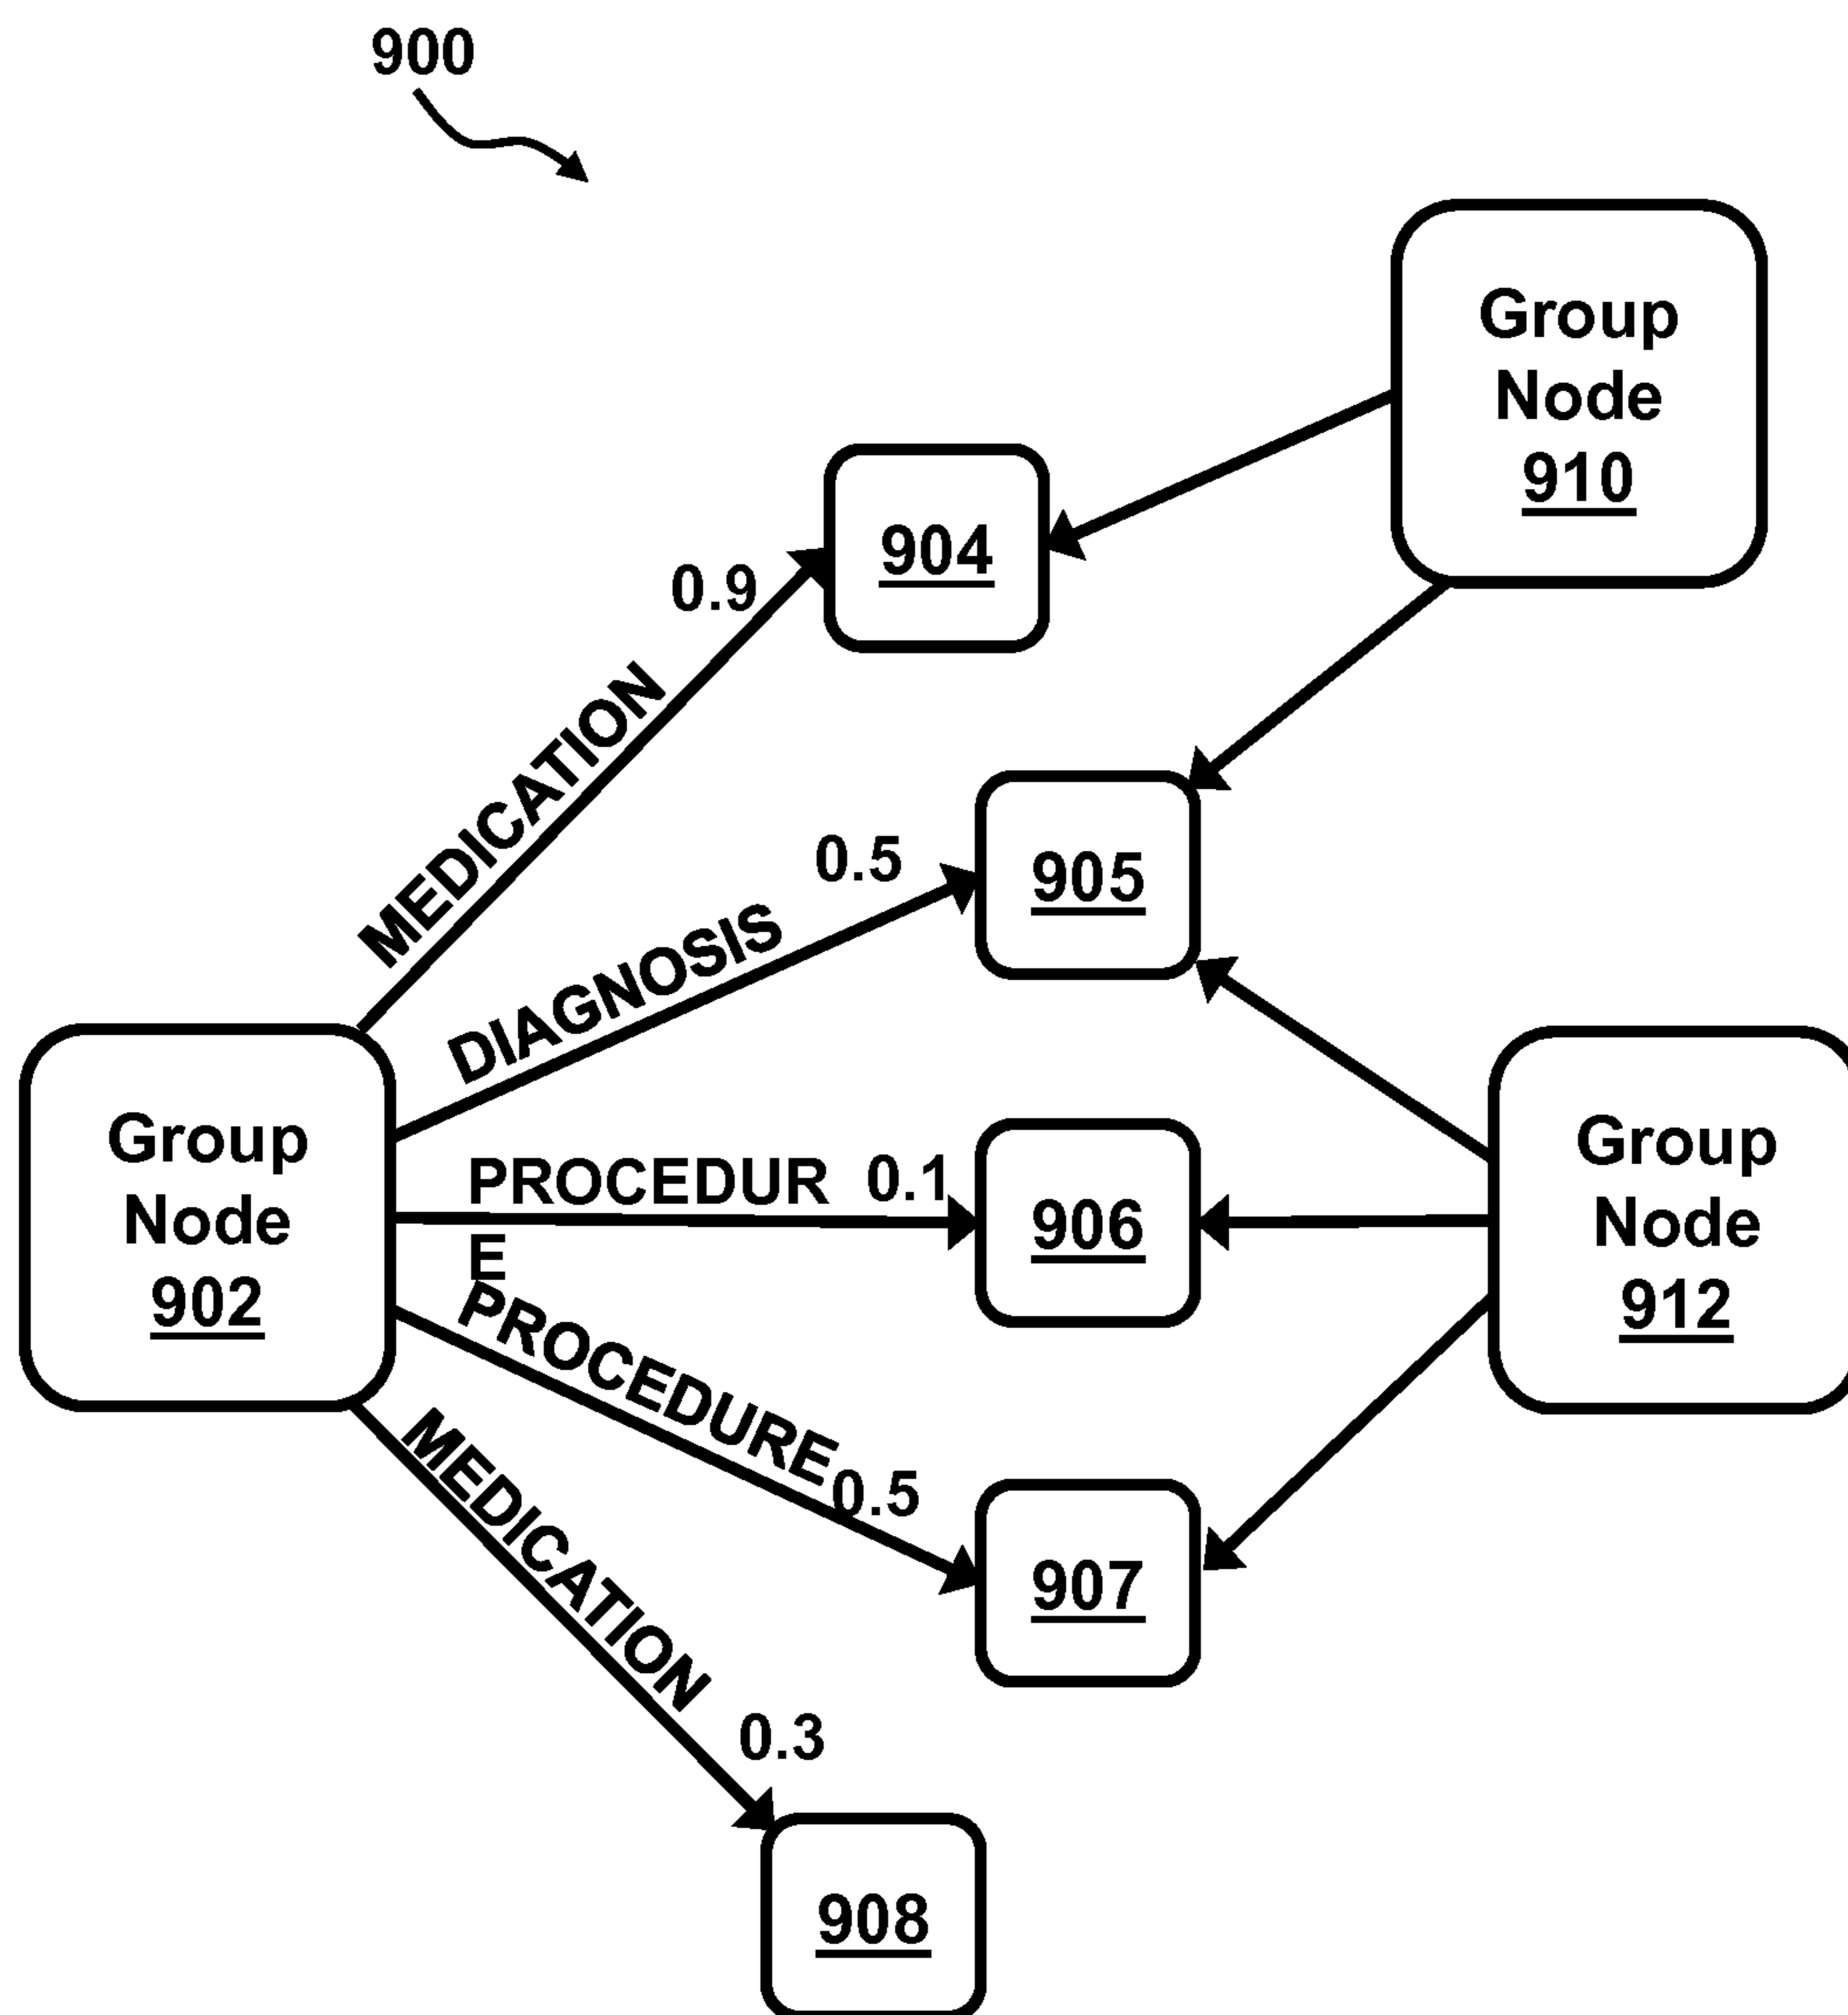 900
Group
Node
910
904
0.9
MEDICATION
905
0.5
DIAGNOSIS
Group
Node
902
PROCEDUR
E
0.1
906
Group
Node
912
PROCEDURE
0.5
907
MEDICATION
0.3
908